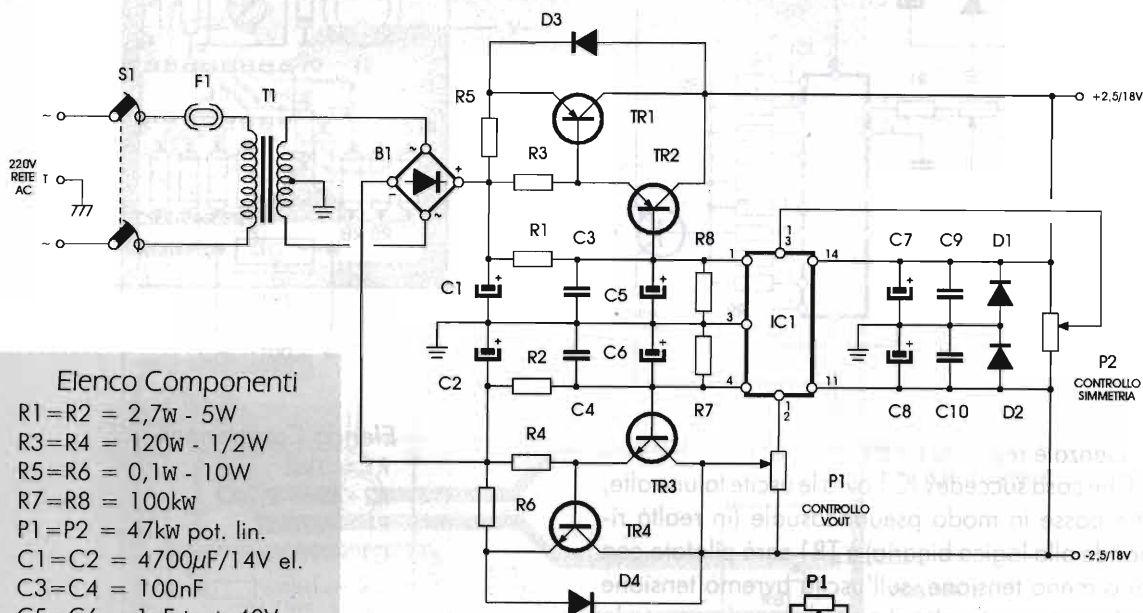 D3
S1
F1
T1
R5
TR1
+2,5/18V
220V
RETE
AC
T
B1
R3
TR2
R1
C3
R8
1
1
3
14
C7
C9
D1
C1
C5
3
IC1
P2
CONTROLLO
SIMMETRIA
C2
R2
C6
4
11
C4
R7
1
2
C8
C10
D2
R4
TR3
P1
CONTROLLO
VOUT
R6
TR4
-2,5/18V
D4
P1
Elenco Componenti
R1=R2 = 2,7w - 5W
R3=R4 = 120w - 1/2W
R5=R6 = 0,1w - 10W
R7=R8 = 100kw
P1=P2 = 47kw pot. lin.
C1=C2 = 4700µF/14V el.
C3=C4 = 100nF